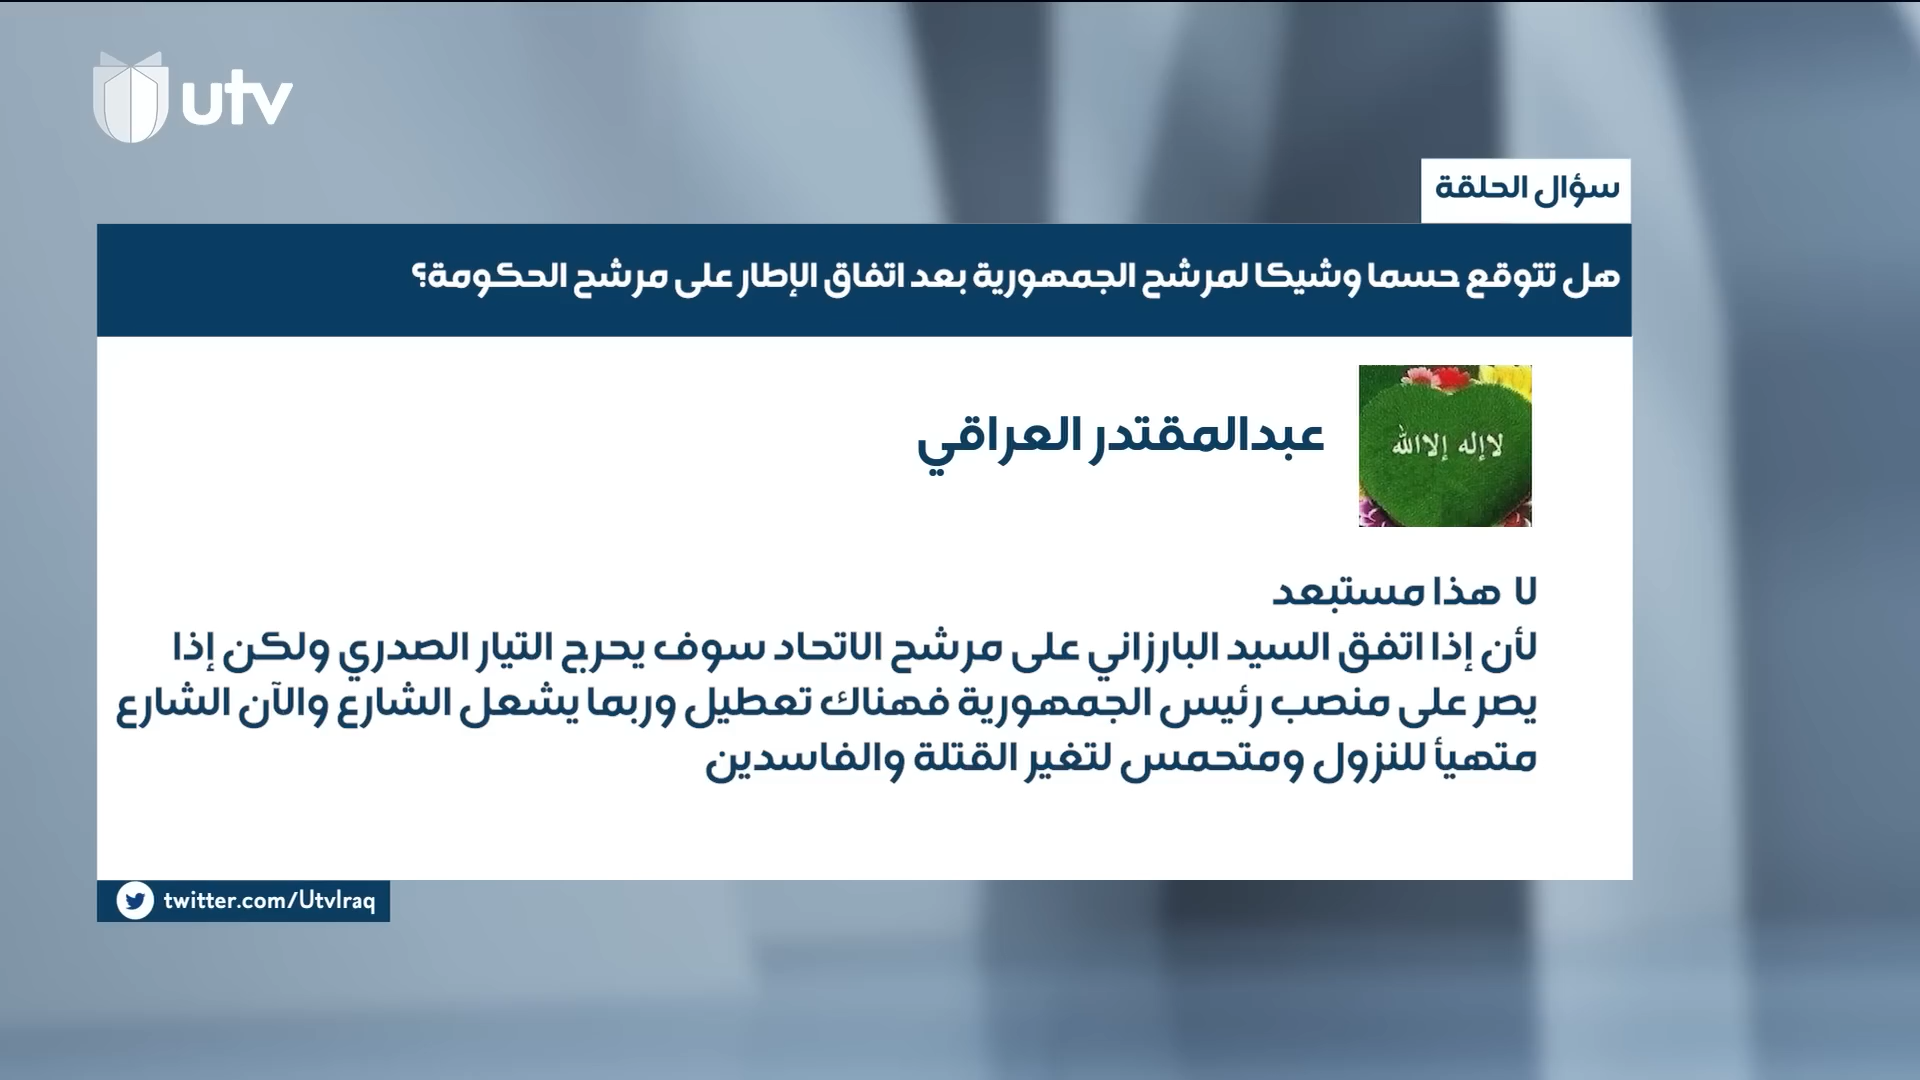 utv
سؤال الحلقة
هل تتوقع حسما وشيكا لمرشح الجمهورية بعد اتفاق الإطار على مرشح الحكومة؟
لا إله إلا الله
عبدالمقتدر العراقي
لا هذا مستبعد
لأن إذا اتفق السيد البارزاني على مرشح الاتحاد سوف يحرج التيار الصدري ولكن إذا
يصر على منصب رئيس الجمهورية فهناك تعطيل وربما يشعل الشارع والآن الشارع
متهيأ للنزول ومتحمس لتغير القتلة والفاسدين
twitter.com/UtvIraq